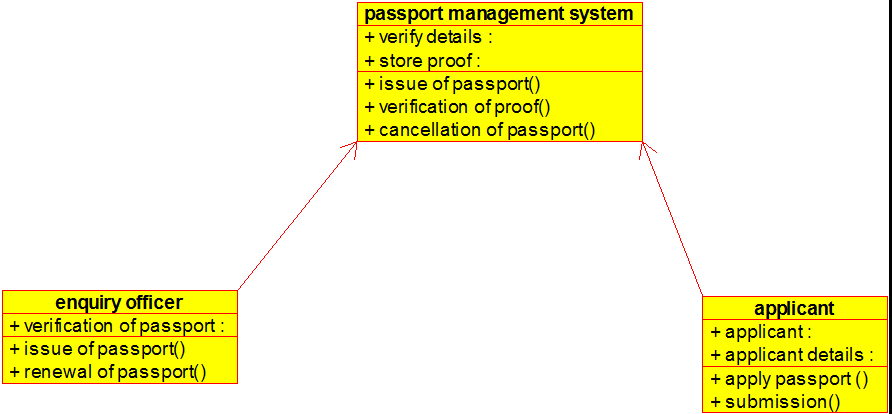 passport management system
+ verify details :
+ store proof :
+ issue of passport()
+ verification of proof()
+ cancellation of passport()
enquiry officer
+ verification of passport :
+ issue of passport()
+ renewal of passport()
applicant
+ applicant :
+ applicant details :
+ apply passport ()
+ submission()